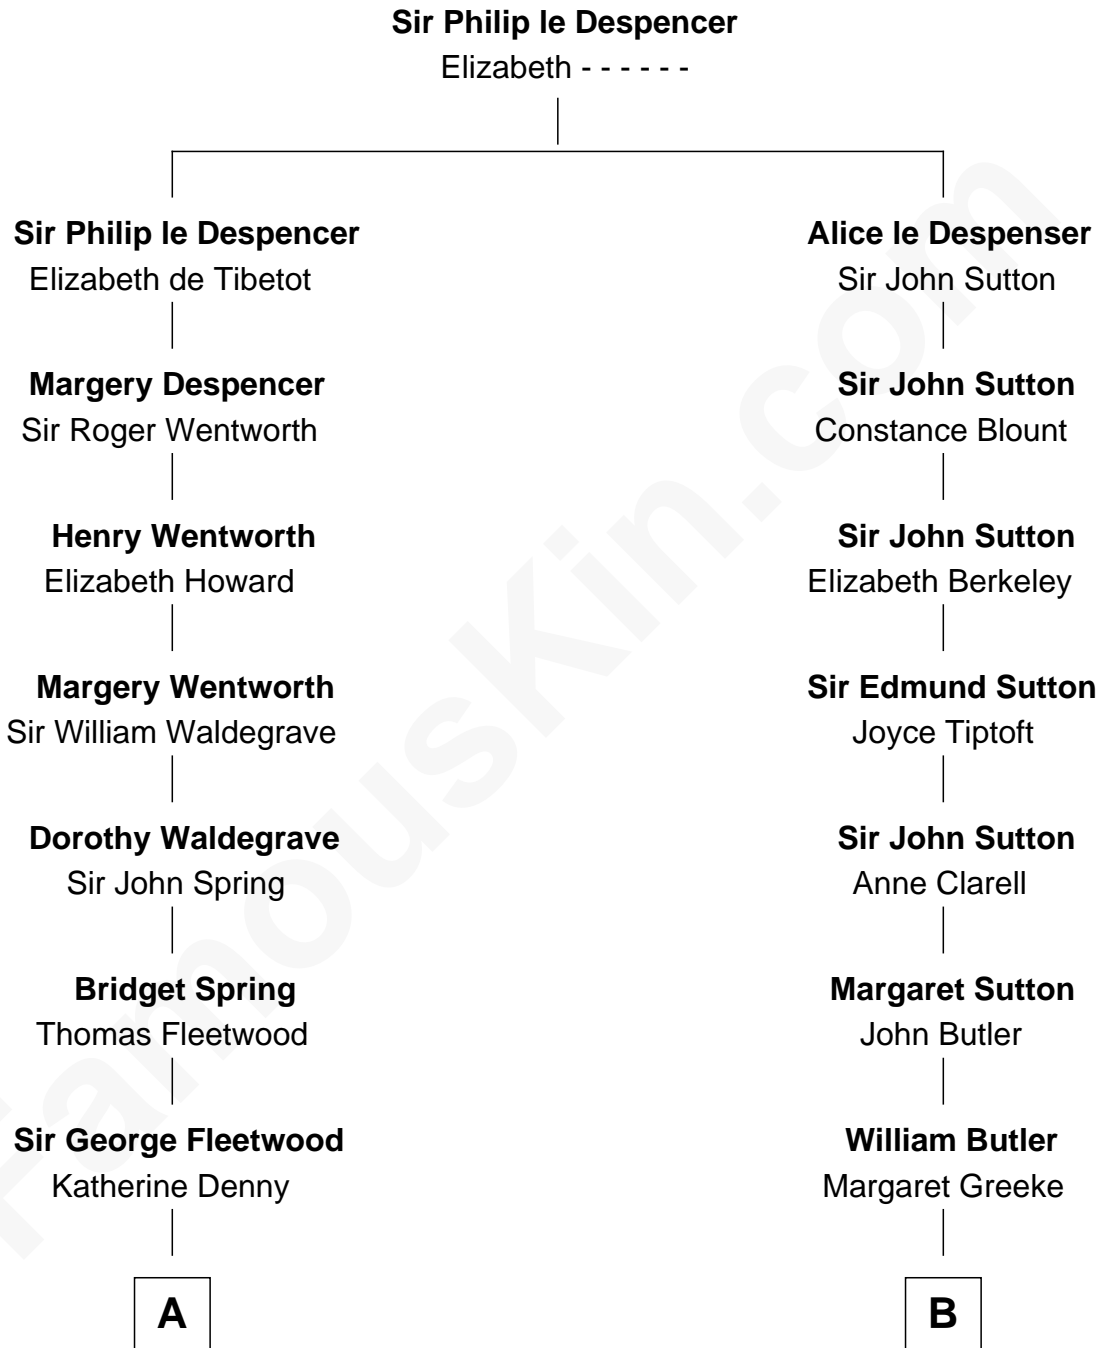 Sir Philip le Despencer
Elizabeth - - - - - -
Sir Philip le Despencer
Elizabeth de Tibetot
Alice le Despenser
Sir John Sutton
Margery Despencer
Sir Roger Wentworth
Sir John Sutton
Constance Blount
Henry Wentworth
Elizabeth Howard
Sir John Sutton
Elizabeth Berkeley
Margery Wentworth
Sir William Waldegrave
Sir Edmund Sutton
Joyce Tiptoft
Dorothy Waldegrave
Sir John Spring
Sir John Sutton
Anne Clarell
Bridget Spring
Thomas Fleetwood
Margaret Sutton
John Butler
Sir George Fleetwood
Katherine Denny
William Butler
Margaret Greeke
A
B
FamousKin.com